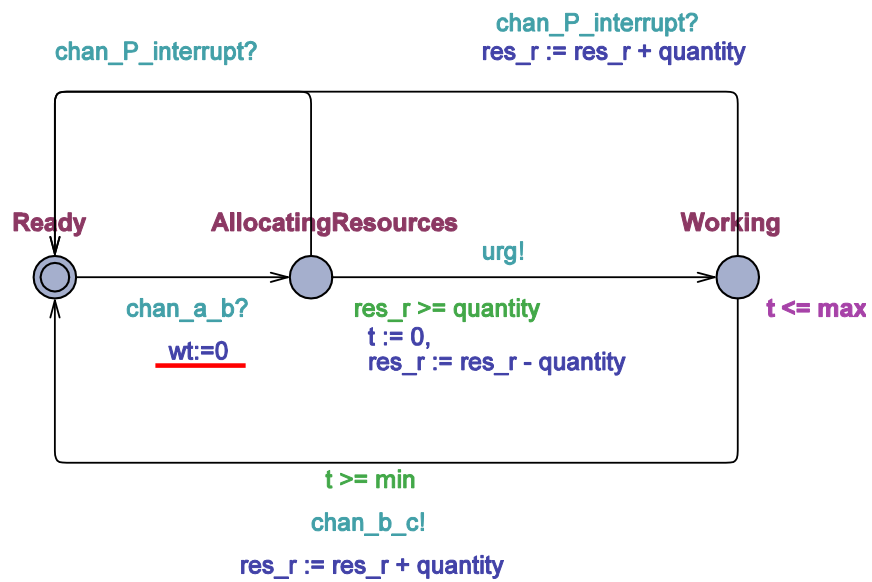 chan_P_interrupt?
res_r := res_r + quantity
chan_P_interrupt?
Ready
AllocatingResources
Working
urg!
chan_a_b?
wt:=0
res_r >= quantity
t := 0,
res_r := res_r - quantity
t <= max
t >= min
chan_b_c!
res_r := res_r + quantity